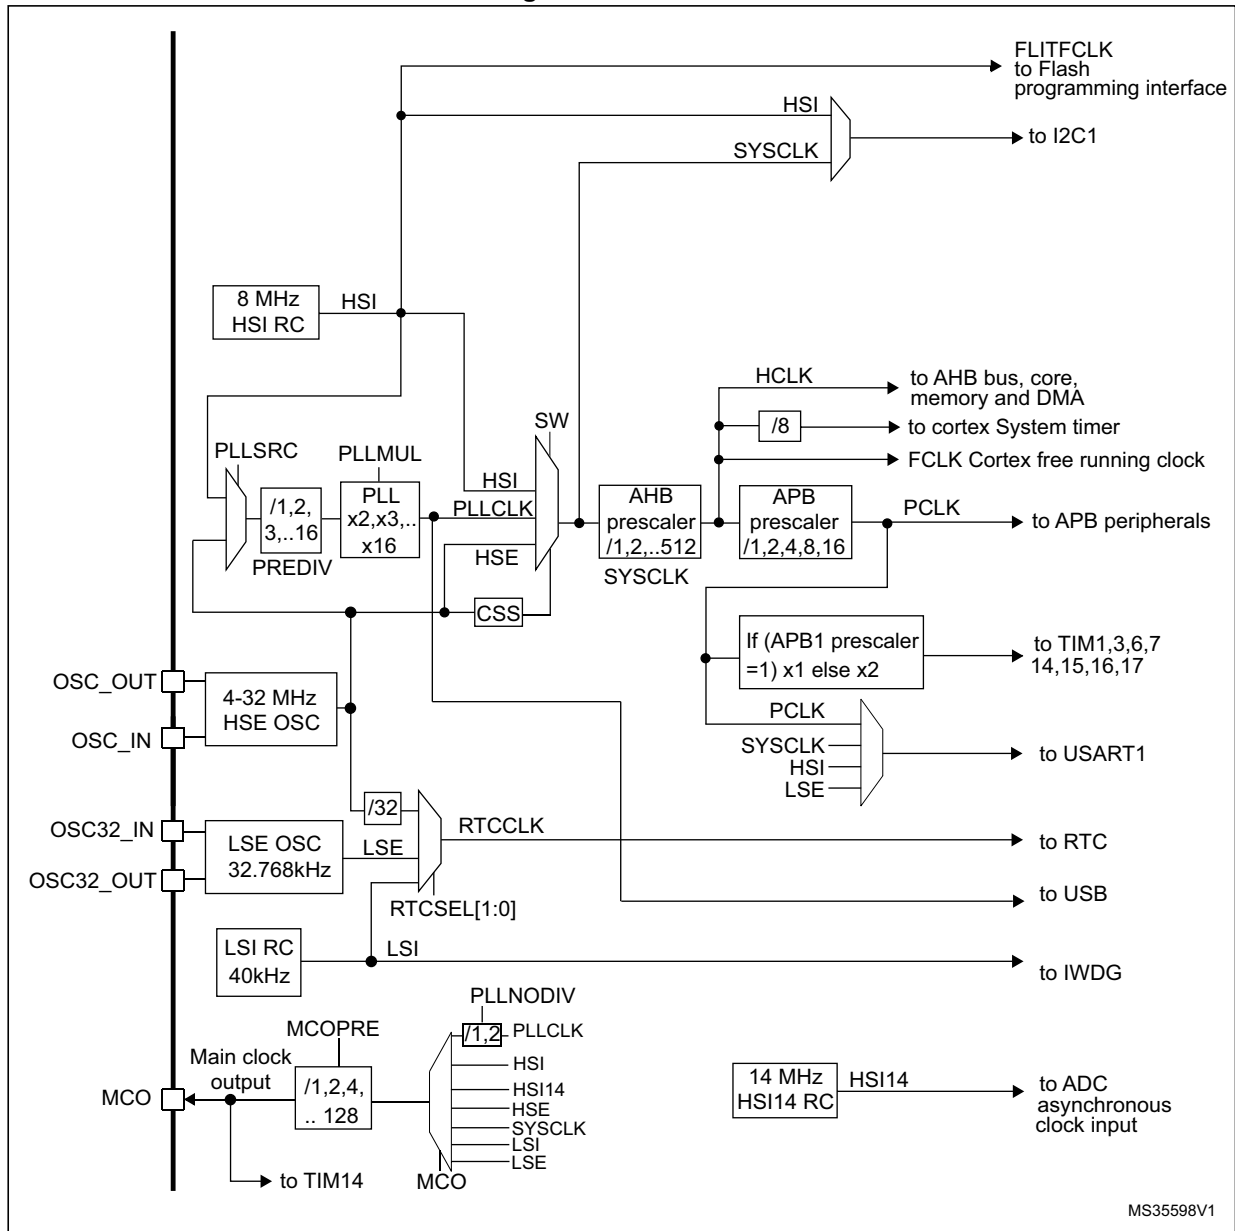 g
FLITFCLK
to Flash
programming interface
HSI
to I2C1
SYSCLK
8 MHz
HSI RC
HSI
HCLK
to AHB bus, core,
memory and DMA
/8
to cortex System timer
FCLK Cortex free running clock
SW
PLLSRC
PLLMUL
HSI
PLLCLK
HSE
/1,2,
3,..16
PREDIV
PLL
x2,x3,..
x16
AHB
prescaler
/1,2,..512
SYSCLK
APB
prescaler
/1,2,4,8,16
PCLK
to APB peripherals
CSS
If (APB1 prescaler
=1) x1 else x2
to TIM1,3,6,7
14,15,16,17
OSC_OUT
OSC_IN
4-32 MHz
HSE OSC
PCLK
SYSCLK
HSI
LSE
to USART1
/32
OSC32_IN
OSC32_OUT
LSE OSC
32.768kHz
LSE
RTCCLK
to RTC
RTCSEL[1:0]
to USB
LSI RC
40kHz
LSI
to IWDG
PLLNODIV
/1,2
PLLCLK
MCOPRE
HSI
HSI14
HSE
SYSCLK
LSI
LSE
Main clock
output
MCO
/1,2,4,
.. 128
MCO
to TIM14
14 MHz
HSI14 RC
HSI14
to ADC
asynchronous
clock input
MS35598V1